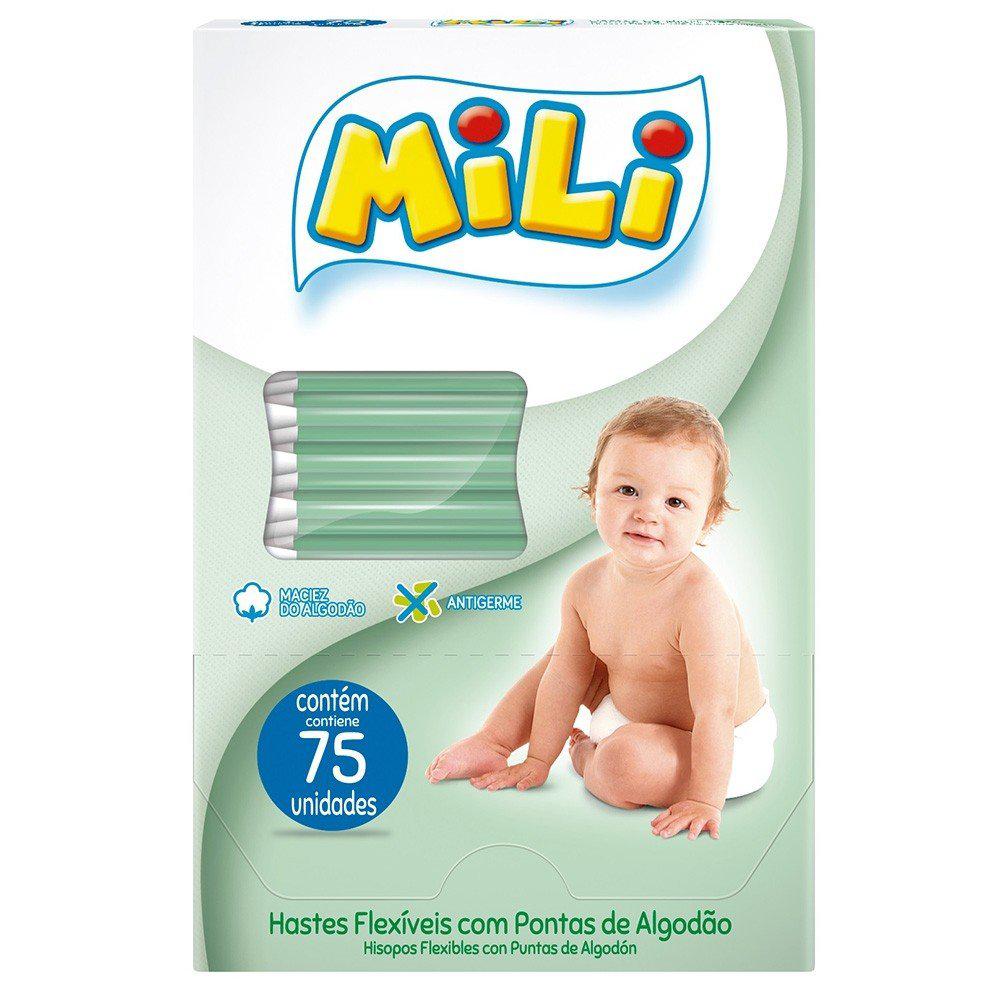 MiLi
MACIEZ
DO ALGODÃO
ANTIGERME
contém
contiene
75
unidades
Hastes Flexíveis com Pontas de Algodão
Hisopos Flexibles con Puntas de Algodón